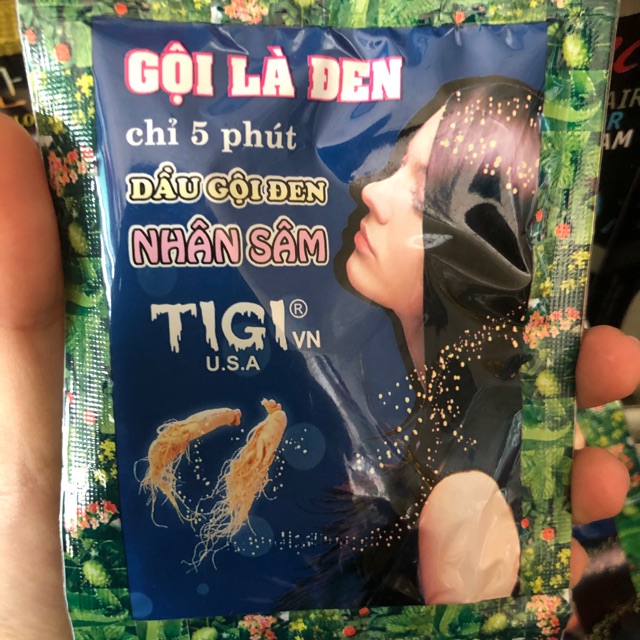 GỘI LÀ ĐEN
chỉ 5 phút
DẦU GỘI ĐEN
NHÂN SÂM
TIGI® VN
U.S.A